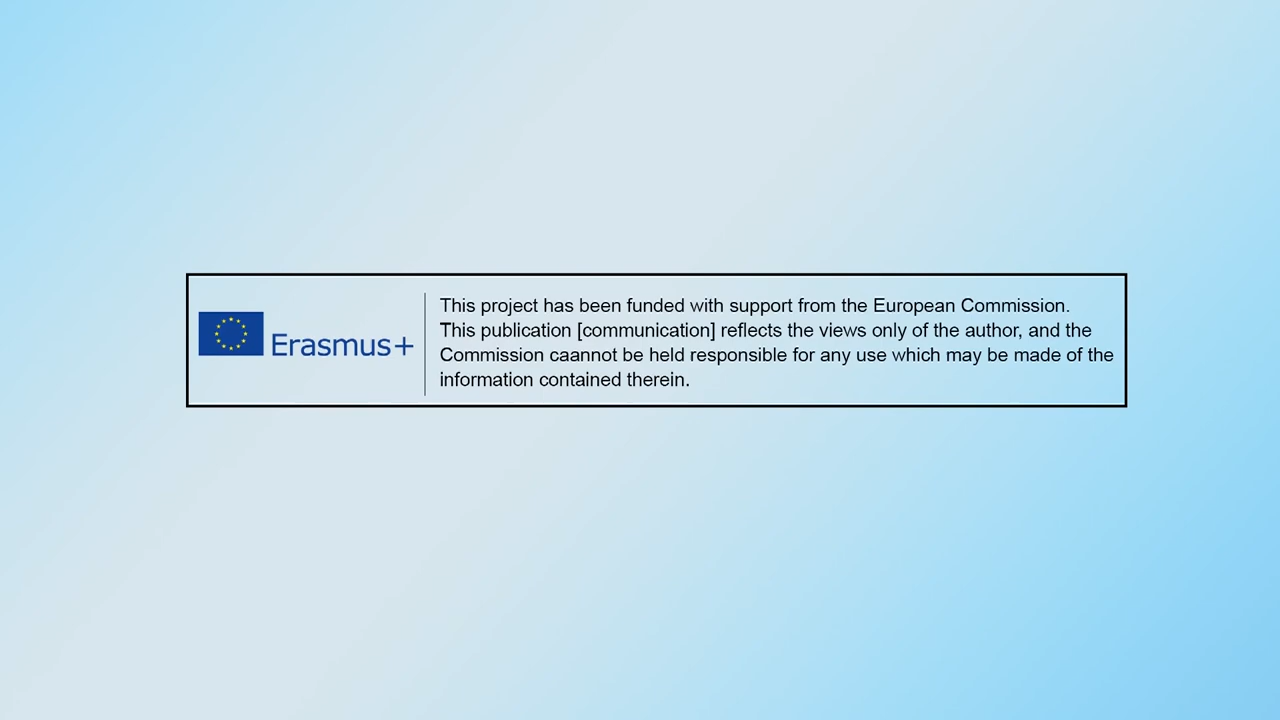 Erasmus+
This project has been funded with support from the European Commission.
This publication [communication] reflects the views only of the author, and the
Commission caannot be held responsible for any use which may be made of the
information contained therein.